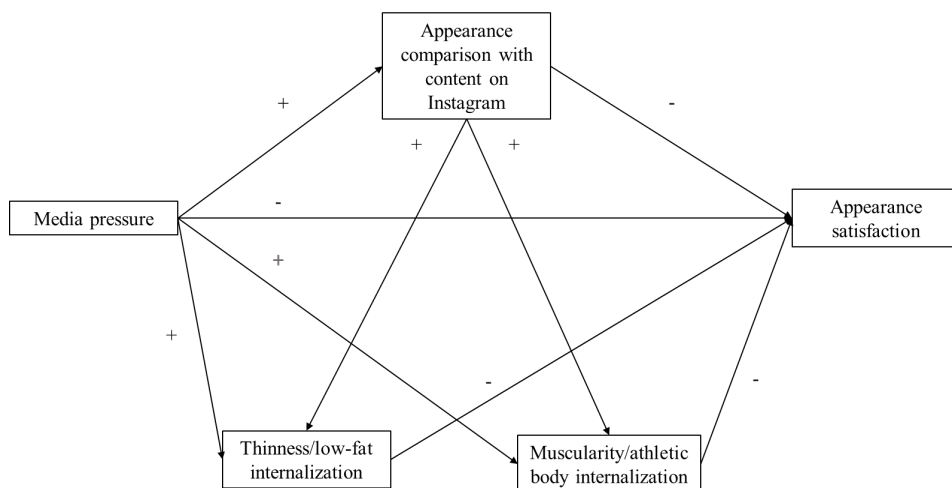 Appearance
comparison with
content on
Instagram
+
-
+
+
Media pressure
-
Appearance
satisfaction
+
+
-
-
Thinness/low-fat
internalization
Muscularity/athletic
body internalization